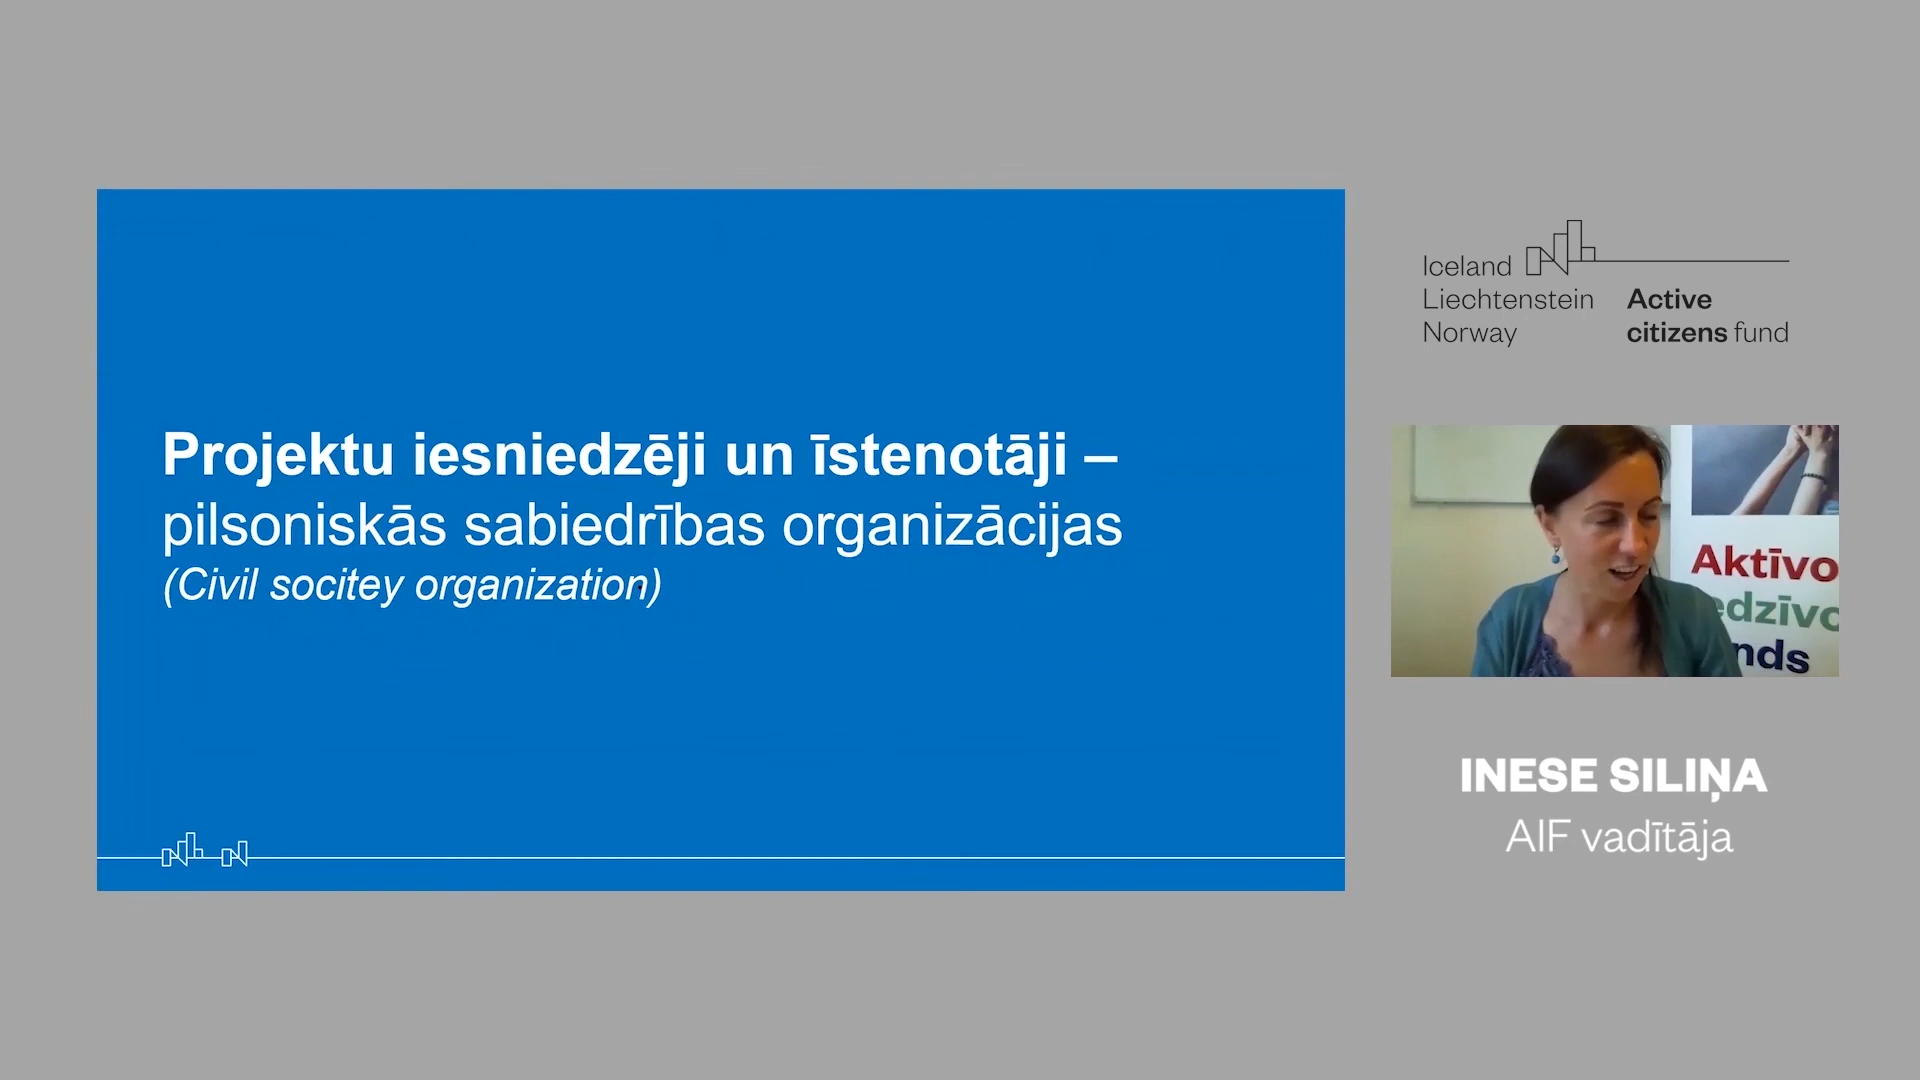 Projektu iesniedzēji un īstenotāji –
pilsoniskās sabiedrības organizācijas
(Civil socitey organization)
Iceland
Liechtenstein
Norway
Active
citizens fund
Aktīvo
edzīvo
nds
INESE SILIŅA
AIF vadītāja